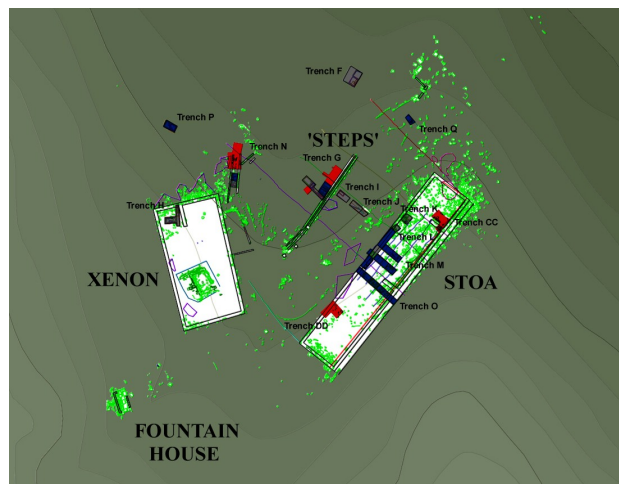 Trench F
Trench P
Trench Q
'STEPS'
Trench N
Trench G
Trench I
Trench J
Trench H
Trench K
Trench CC
Trench L
Trench M
XENON
STOA
Trench O
Trench DD
FOUNTAIN
HOUSE